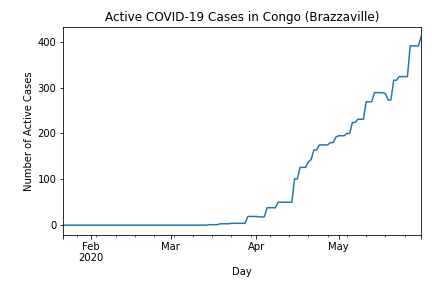 Active COVID-19 Cases in Congo (Brazzaville)
Number of Active Cases
400
300
200
100
0
Feb
2020
Mar
Apr
May
Day